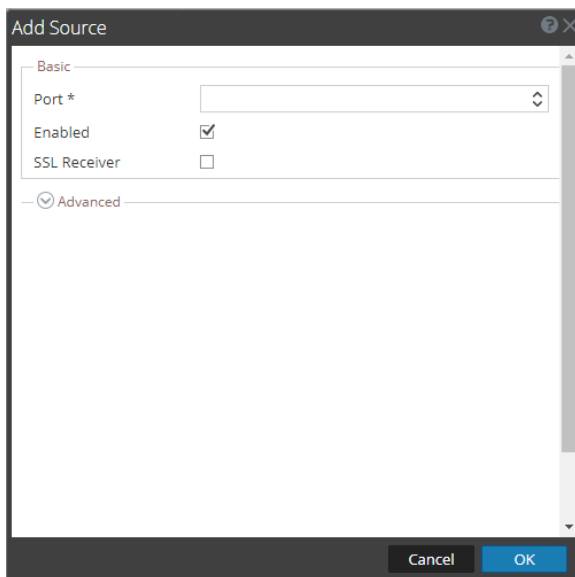 Add Source
Basic
Port *
Enabled
SSL Receiver
Advanced
Cancel OK